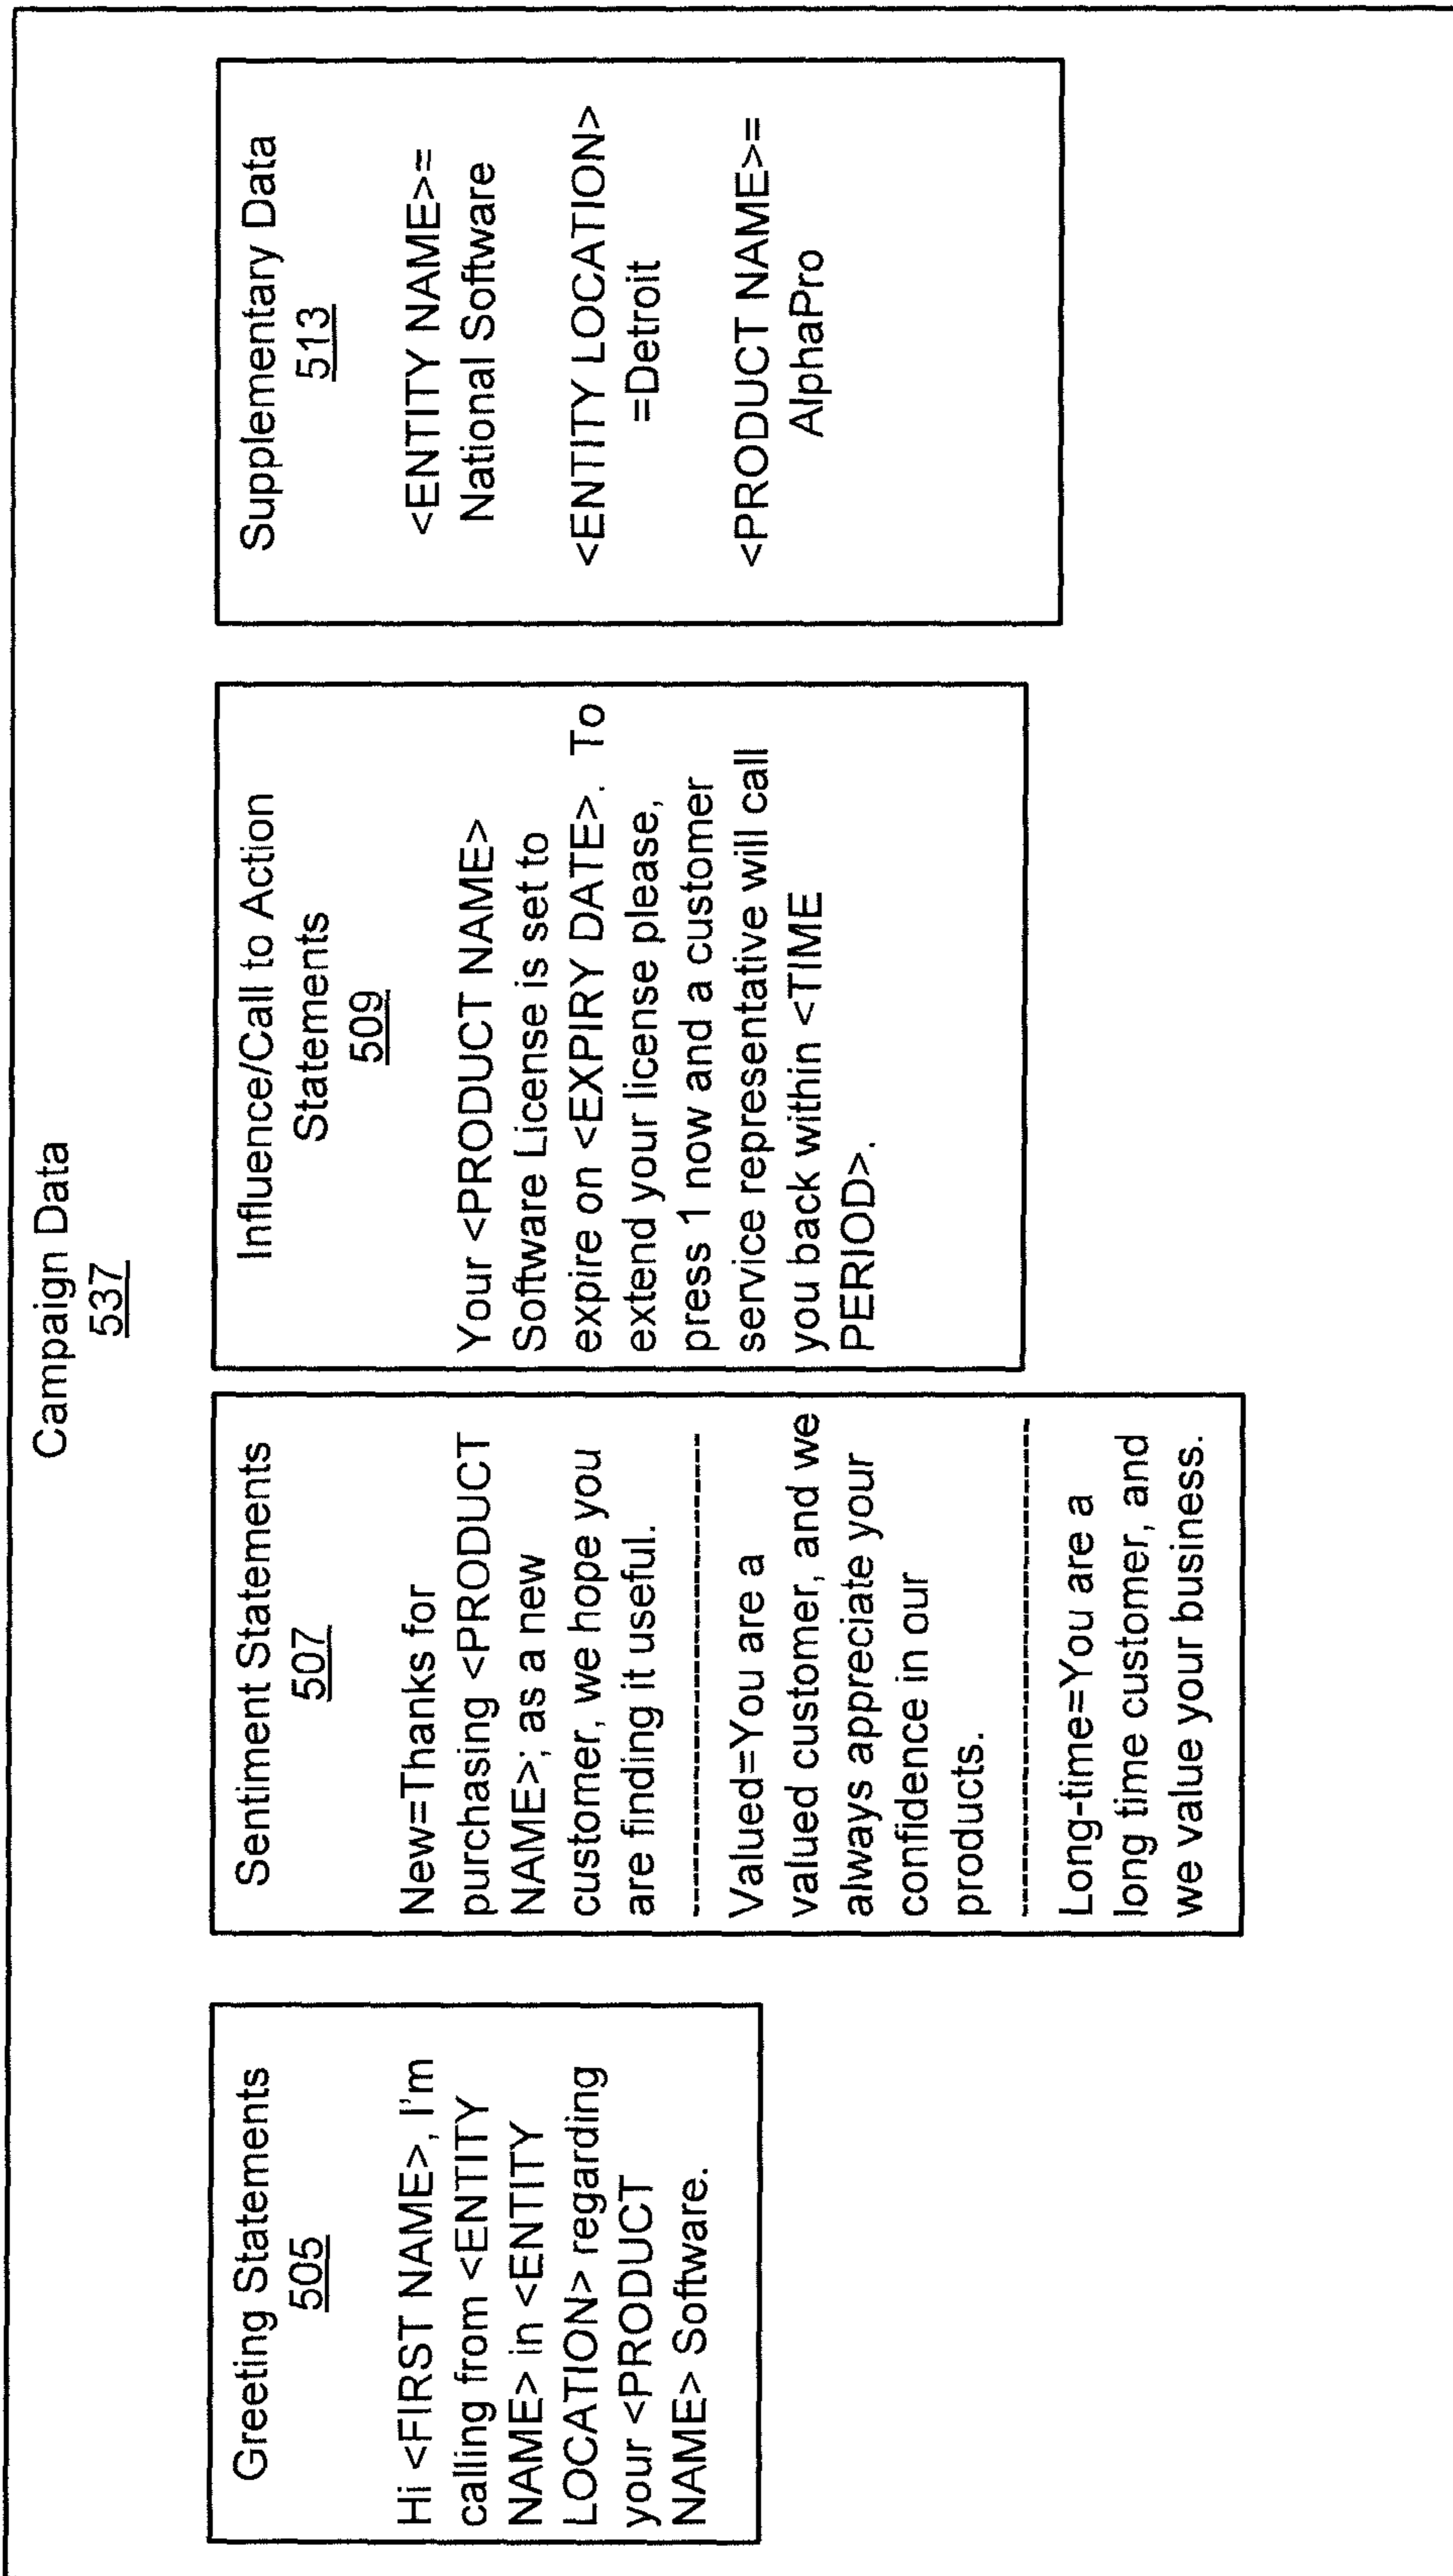 Campaign Data
537
Greeting Statements
505
Hi <FIRST NAME>, I'm
calling from <ENTITY
NAME> in <ENTITY
LOCATION> regarding
your <PRODUCT
NAME> Software.
Sentiment Statements
507
New=Thanks for
purchasing <PRODUCT
NAME>; as a new
customer, we hope you
are finding it useful.
Valued=You are a
valued customer, and we
always appreciate your
confidence in our
products.
Long-time=You are a
long time customer, and
we value your business.
Influence/Call to Action
Statements
509
Your <PRODUCT NAME>
Software License is set to
expire on <EXPIRY DATE>. To
extend your license please,
press 1 now and a customer
service representative will call
you back within <TIME
PERIOD>.
Supplementary Data
513
<ENTITY NAME>=
National Software
<ENTITY LOCATION>
=Detroit
<PRODUCT NAME>=
AlphaPro